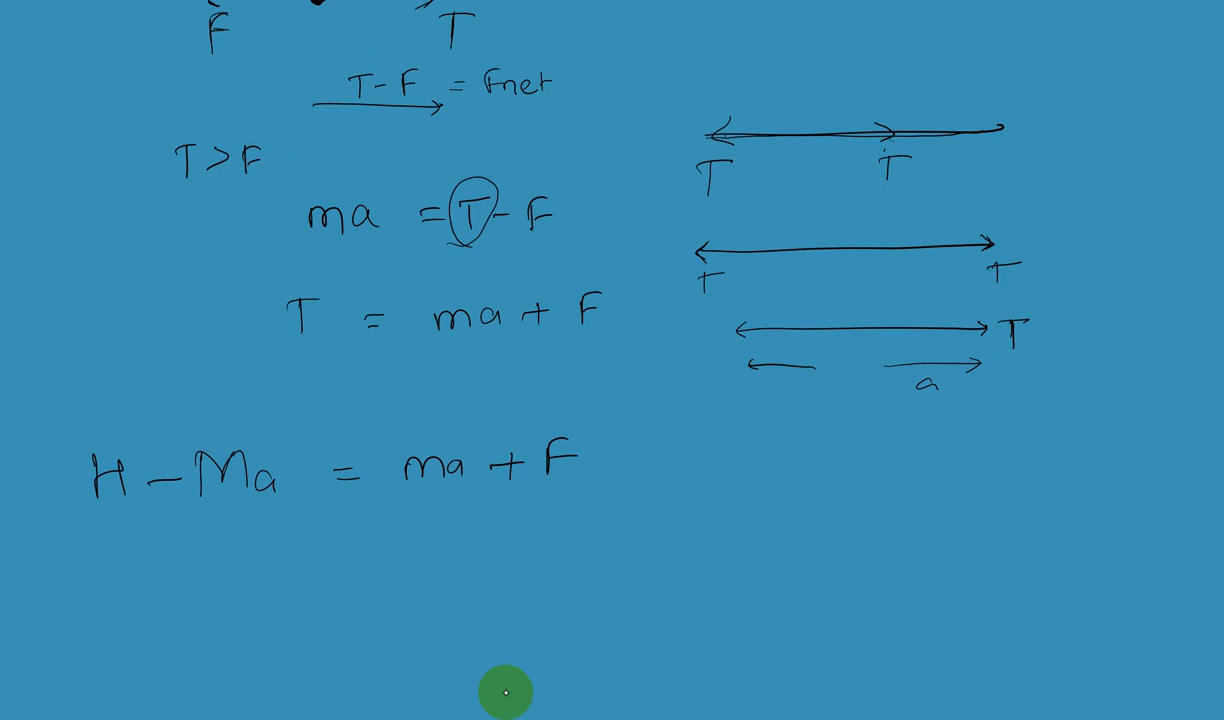 F T
T - F = Fnet
T > F
ma = T - F
T = ma + F
H - Ma = ma + F
T T
T T
T
a